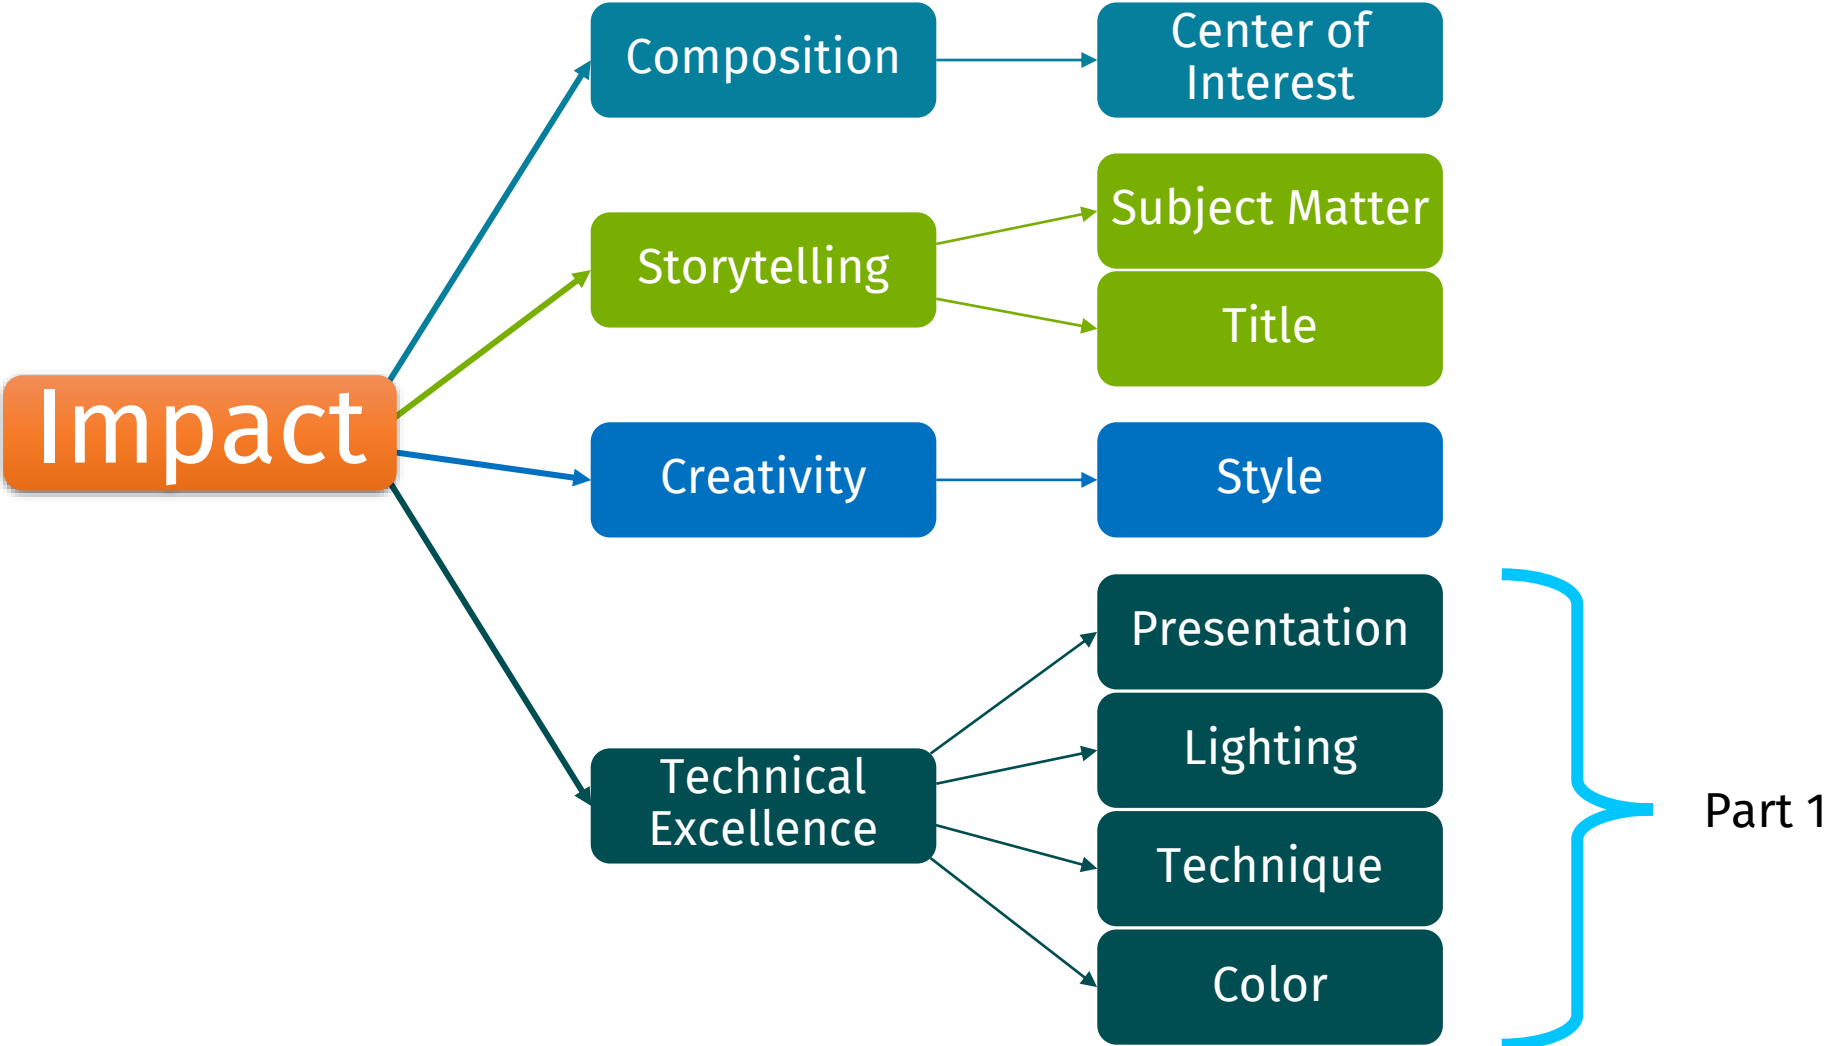 Impact
Composition
Center of
Interest
Storytelling
Subject Matter
Title
Creativity
Style
Technical
Excellence
Presentation
Lighting
Technique
Color
Part 1